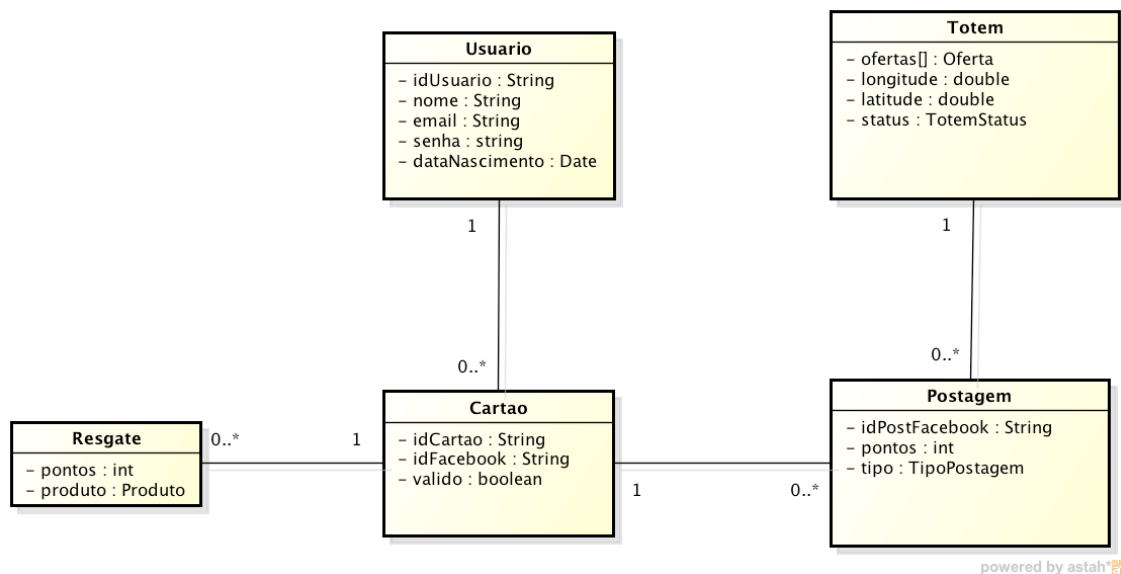 Usuario
- idUsuario : String
- nome : String
- email : String
- senha : string
- dataNascimento : Date
Totem
- ofertas[] : Oferta
- longitude : double
- latitude : double
- status : TotemStatus
1
0..*
1
0..*
Resgate
- pontos : int
- produto : Produto
0..*
1
Cartao
- idCartao : String
- idFacebook : String
- valido : boolean
1
0..*
Postagem
- idPostFacebook : String
- pontos : int
- tipo : TipoPostagem
powered by astah*